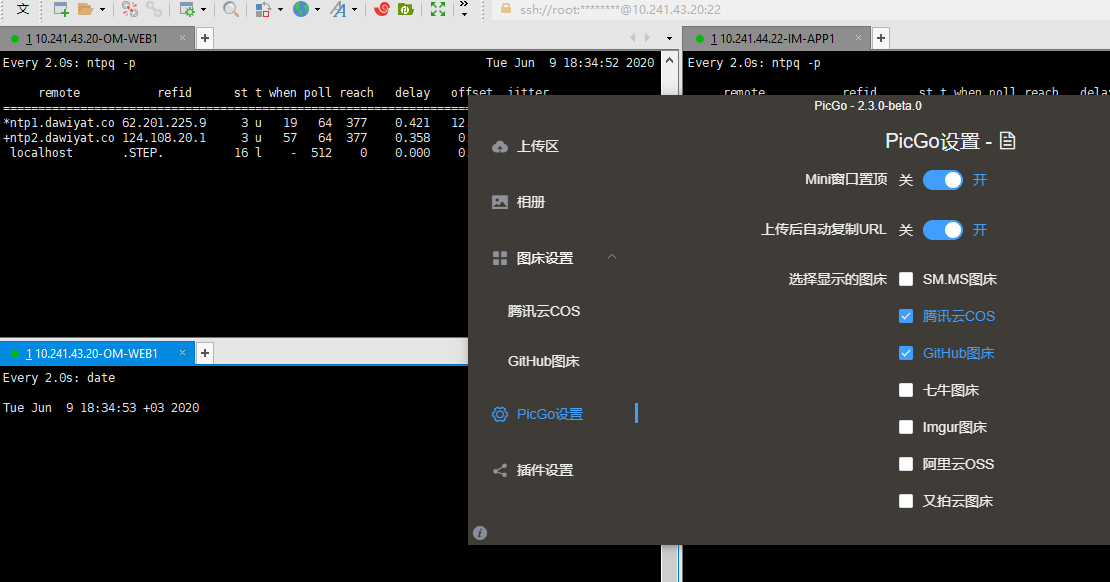 文
ssh://root:********@10.241.43.20:22
1 10.241.43.20-OM-WEB1
1 10.241.44.22-IM-APP1
Every 2.0s: ntpq -p Tue Jun 9 18:34:52 2020
remote refid st t when poll reach delay offset jitter
*ntp1.dawiyat.co 62.201.225.9 3 u 19 64 377 0.421 12
+ntp2.dawiyat.co 124.108.20.1 3 u 57 64 377 0.358 0
localhost .STEP. 16 l - 512 0 0.000 0
Every 2.0s: ntpq -p
remote refid st t when poll reach dela
1 10.241.43.20-OM-WEB1
Every 2.0s: date
Tue Jun 9 18:34:53 +03 2020
PicGo - 2.3.0-beta.0
上传区
相册
图床设置
腾讯云COS
GitHub图床
PicGo设置
插件设置
PicGo设置 -
Mini窗口置顶 关 开
上传后自动复制URL 关 开
选择显示的图床 SM.MS图床
腾讯云COS
GitHub图床
七牛图床
Imgur图床
阿里云OSS
又拍云图床